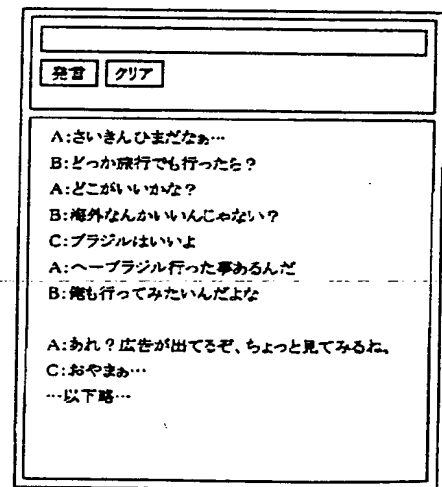 発言 クリア
A:さいきんひまだなぁ…
B:どっか旅行でも行ったら?
A:どこがいいかな?
B:海外なんかいいんじゃない?
C:ブラジルはいいよ
A:へーブラジル行った事あるんだ
B:俺も行ってみたいんだよな
A:あれ?広告が出てるぞ、ちょっと見てみるね。
C:おやまぁ…
…以下略…